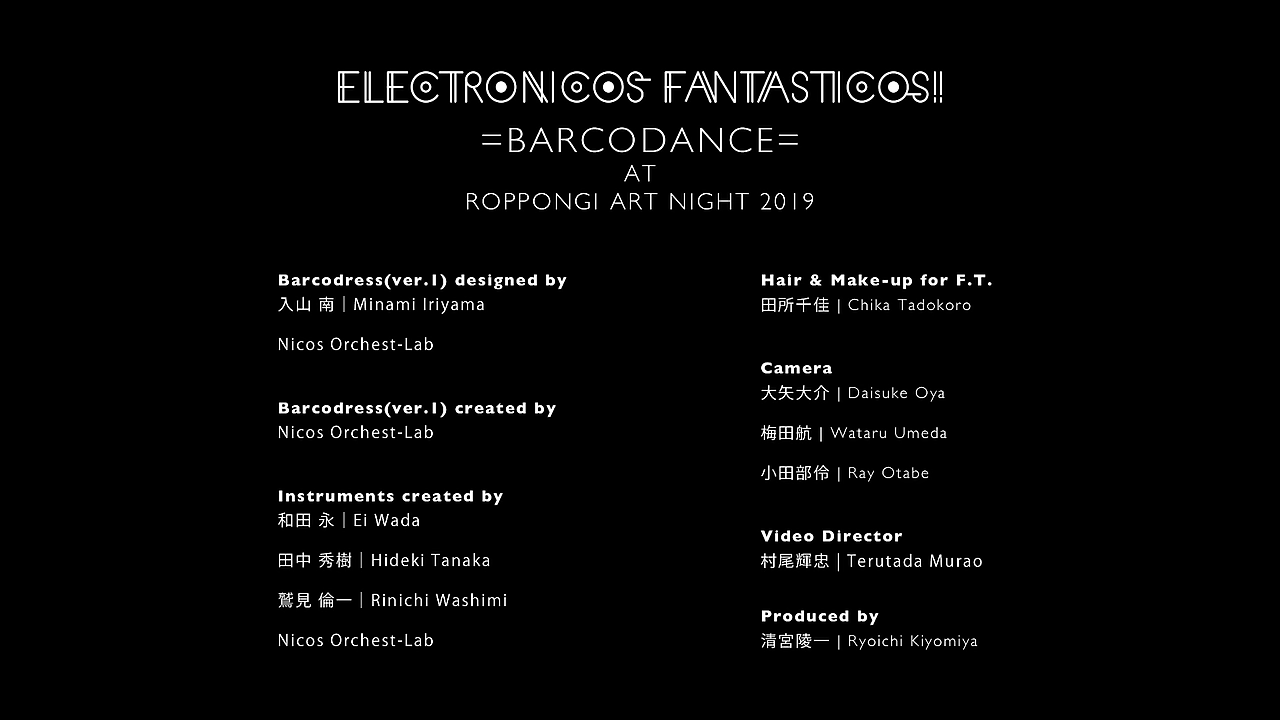 ELECTRONICOS FANTASTICOS!!
=BARCODANCE=
AT
ROPPONGI ART NIGHT 2019
Barcodress(ver.1) designed by
入山 南｜Minami Iriyama
Nicos Orchest-Lab
Barcodress(ver.1) created by
Nicos Orchest-Lab
Instruments created by
和田 永｜Ei Wada
田中 秀樹｜Hideki Tanaka
鷲見 倫一｜Rinichi Washimi
Nicos Orchest-Lab
Hair & Make-up for F.T.
田所千佳 | Chika Tadokoro
Camera
大矢大介 | Daisuke Oya
梅田航 | Wataru Umeda
小田部伶 | Ray Otabe
Video Director
村尾輝忠 | Terutada Murao
Produced by
清宮陵一 | Ryoichi Kiyomiya